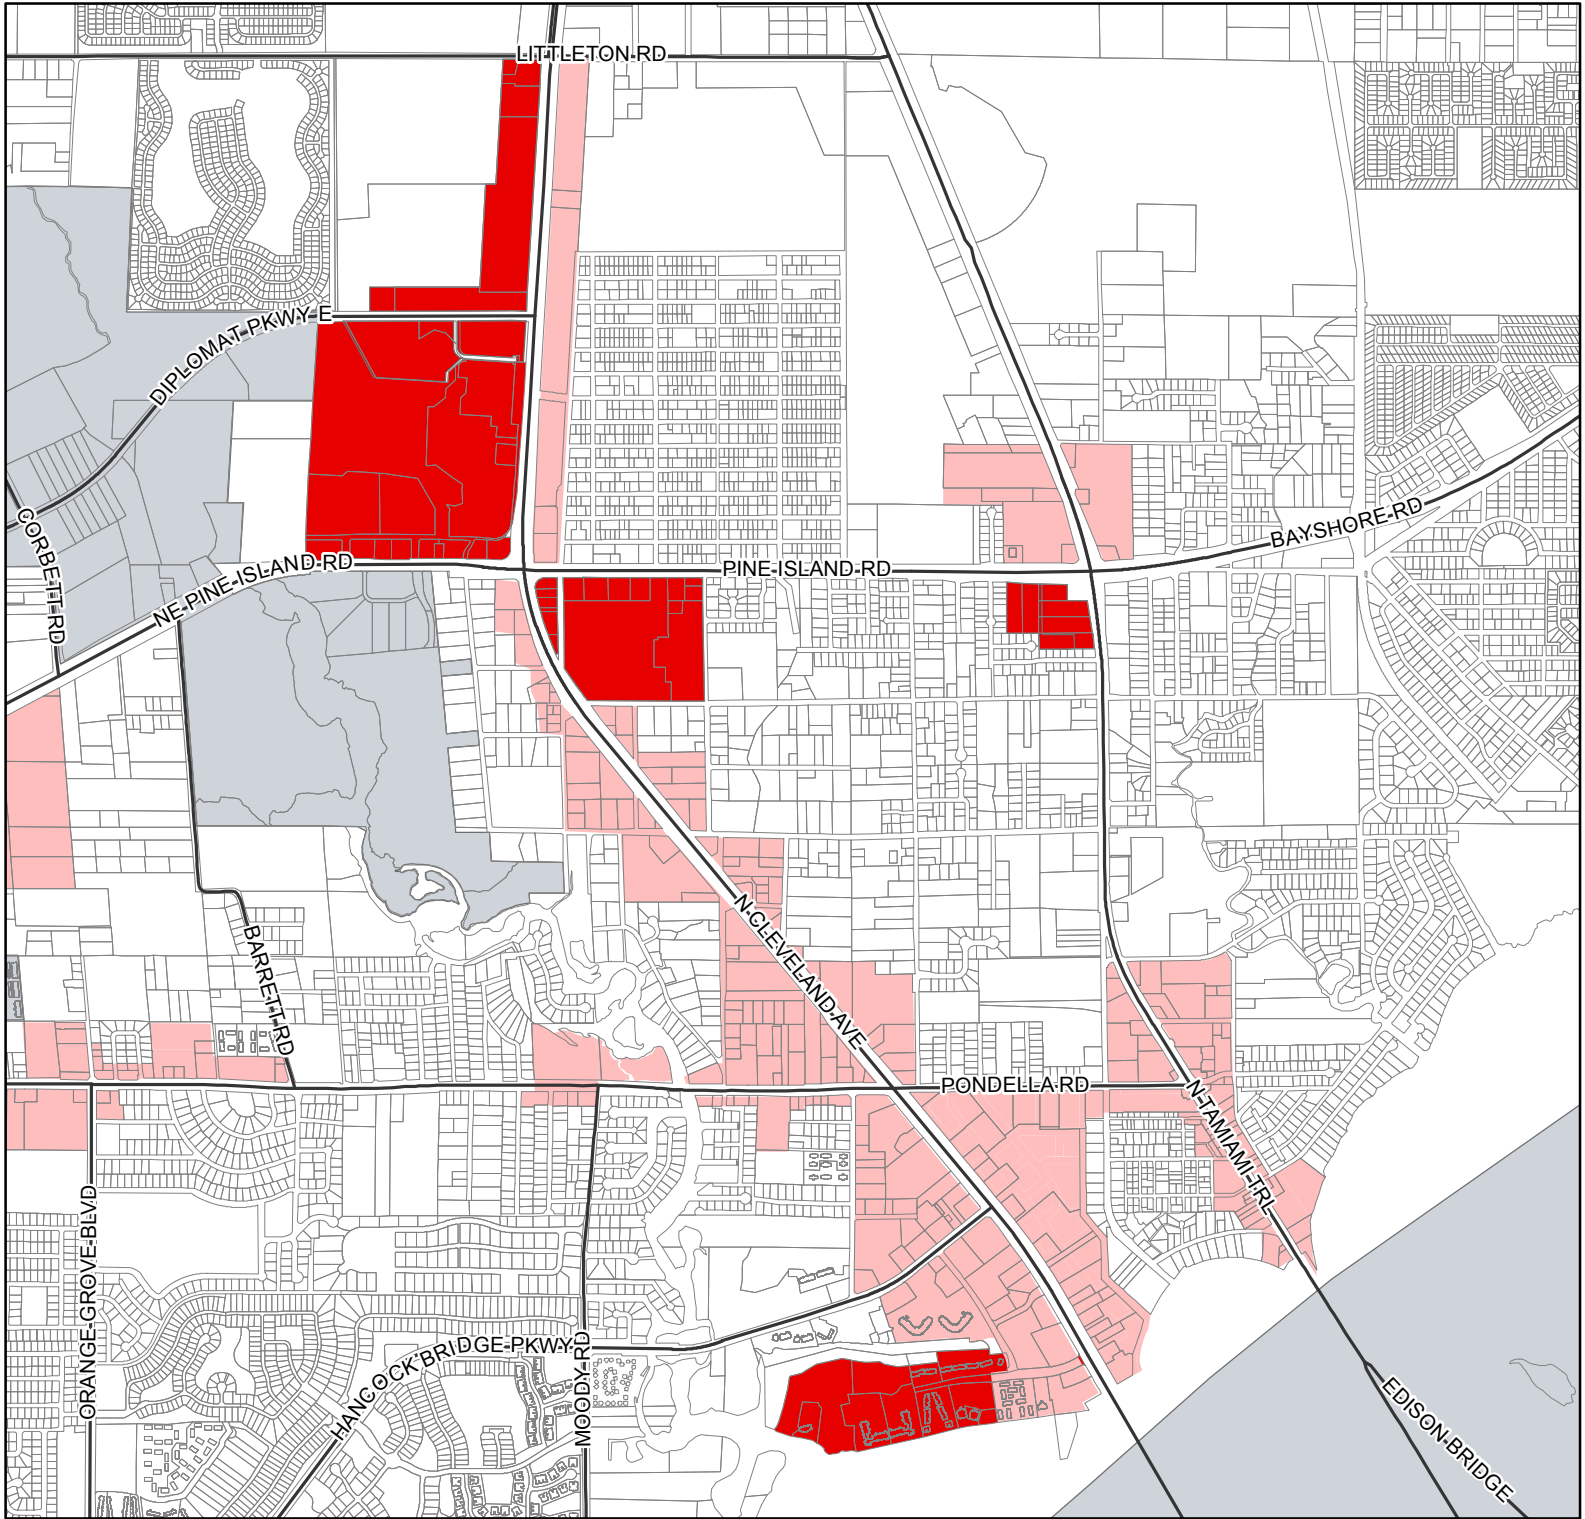 LITTLETON RD
DIPLOMAT PKWY E
CORBETT RD
NE PINE ISLAND RD
PINE ISLAND RD
BAYSHORE RD
BARRETT RD
N CLEVELAND AVE
PONDELLA RD
N TAMIAMI TRL
ORANGE GROVE BLVD
HANCOCK BRIDGE PKWY
MOODY RD
EDISON BRIDGE